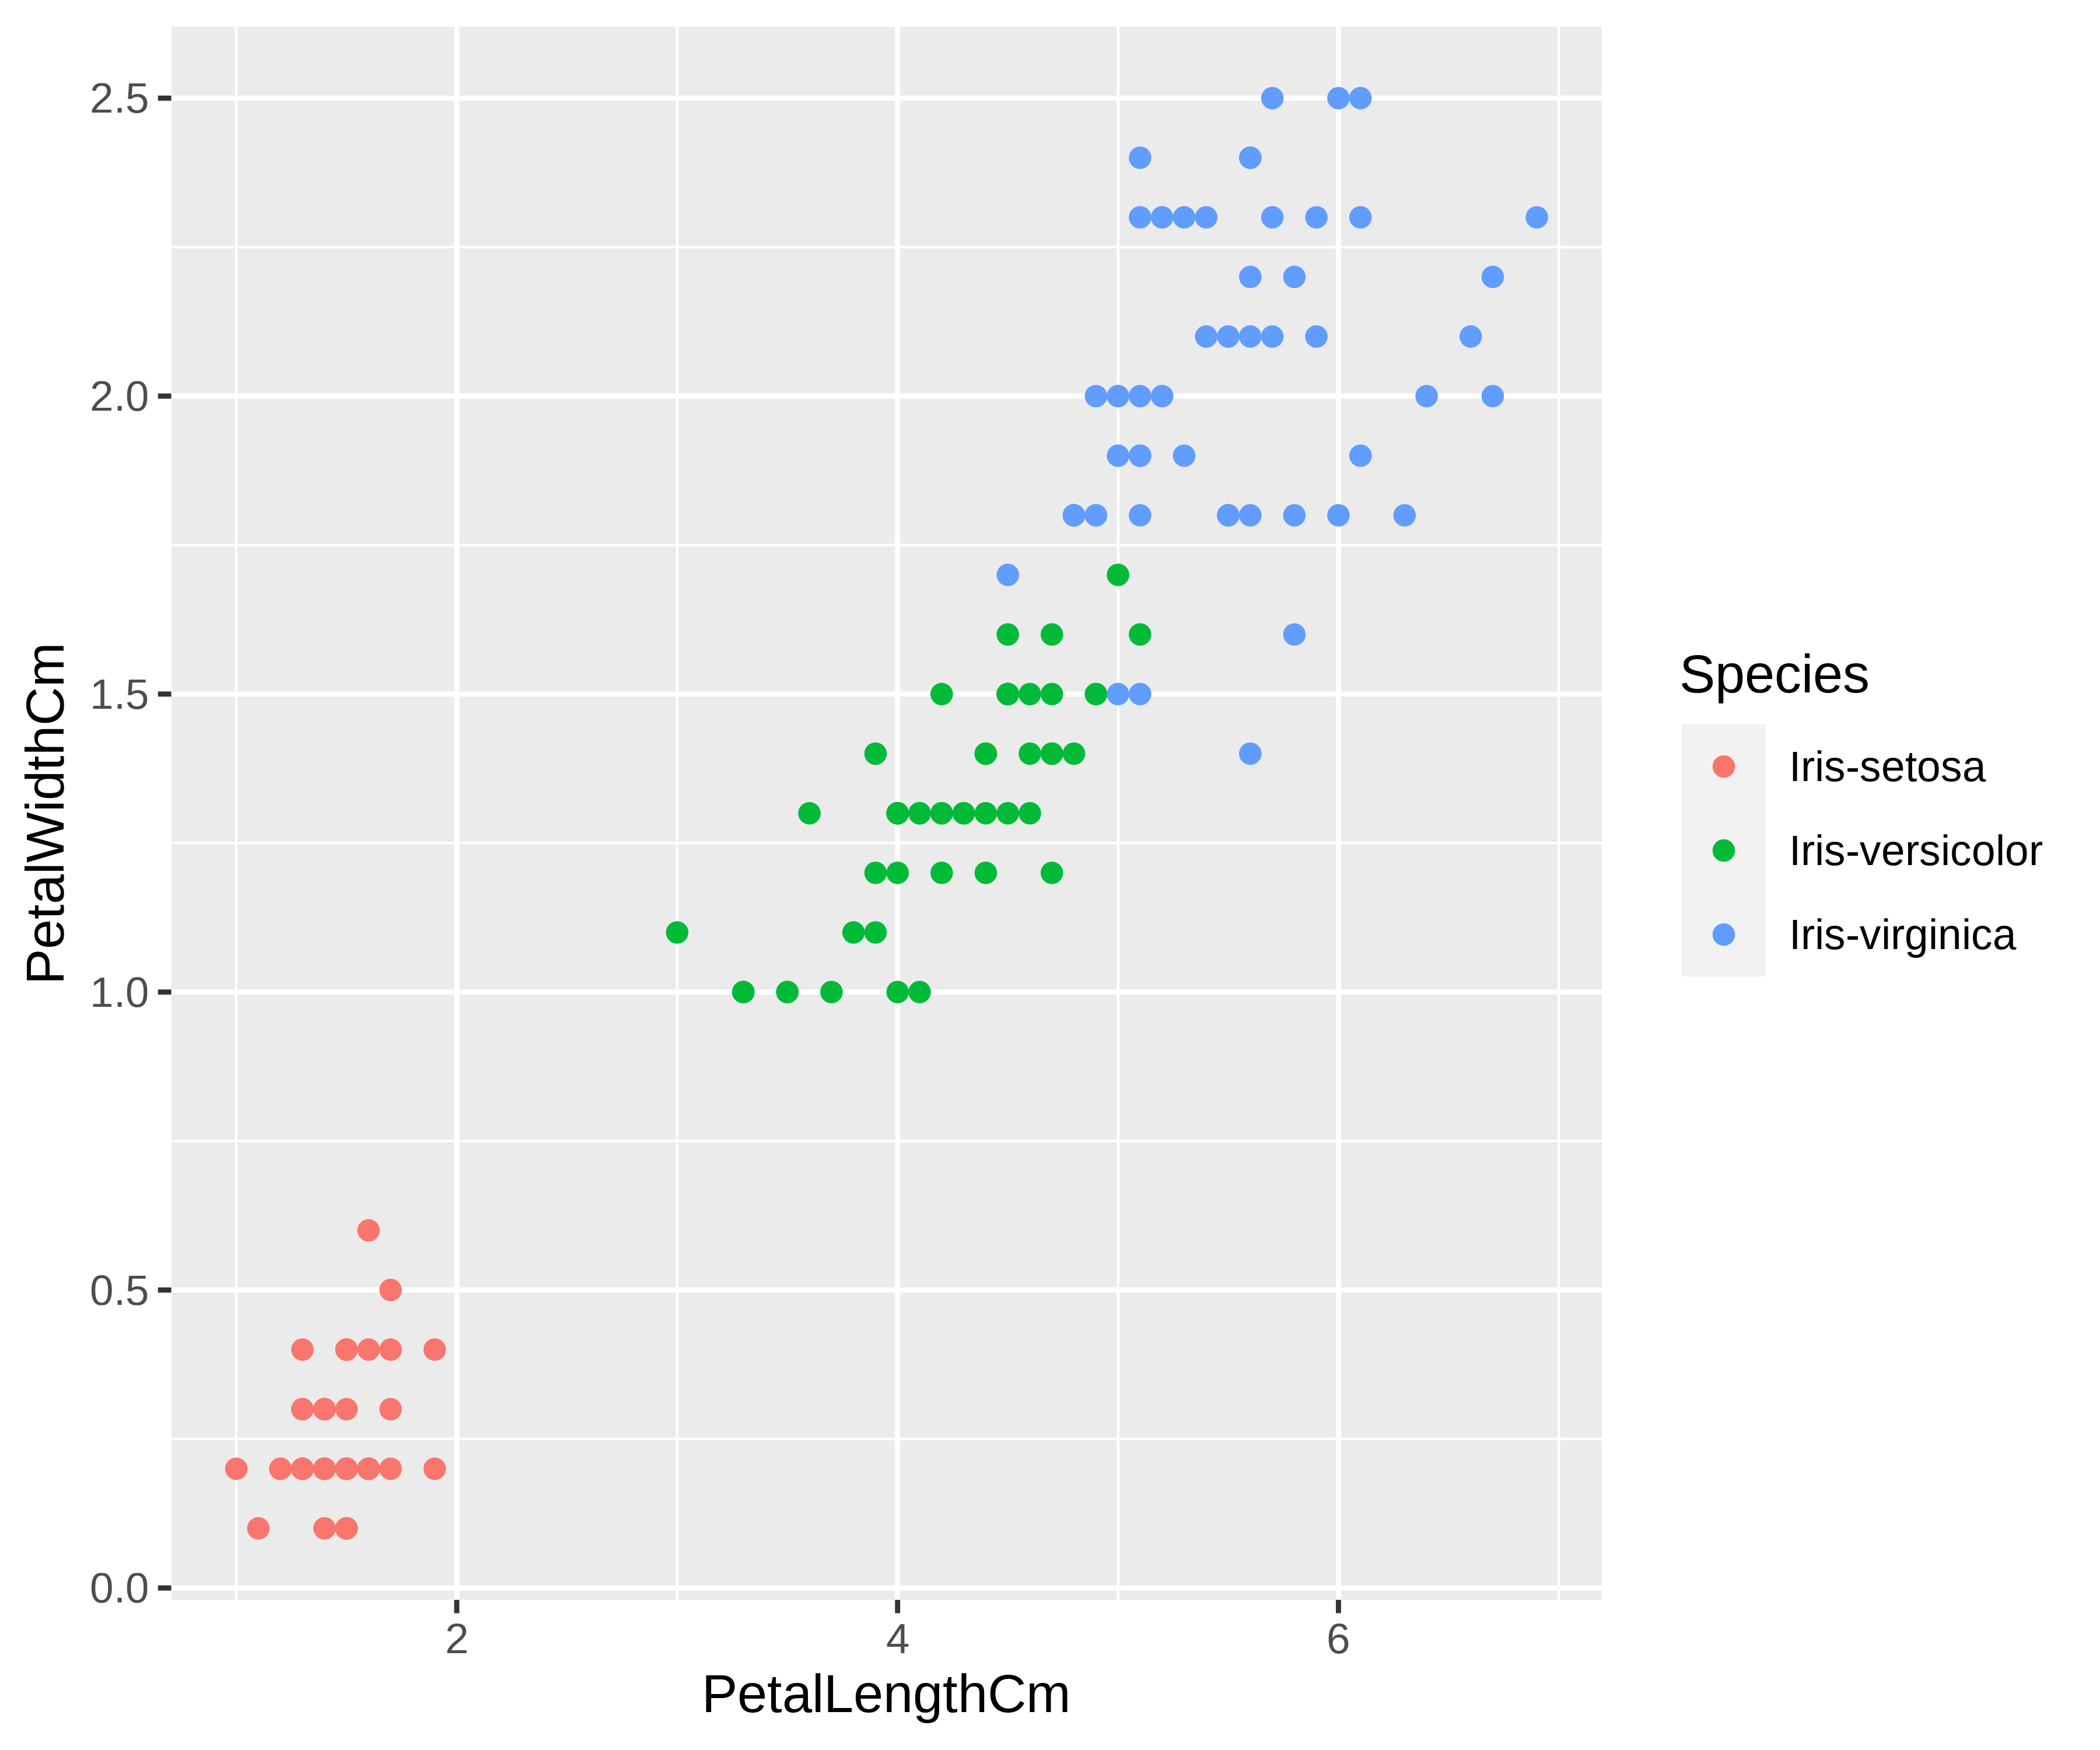 2.5
2.0
1.5
1.0
0.5
0.0
PetalWidthCm
2 4 6
PetalLengthCm
Species
Iris-setosa
Iris-versicolor
Iris-virginica